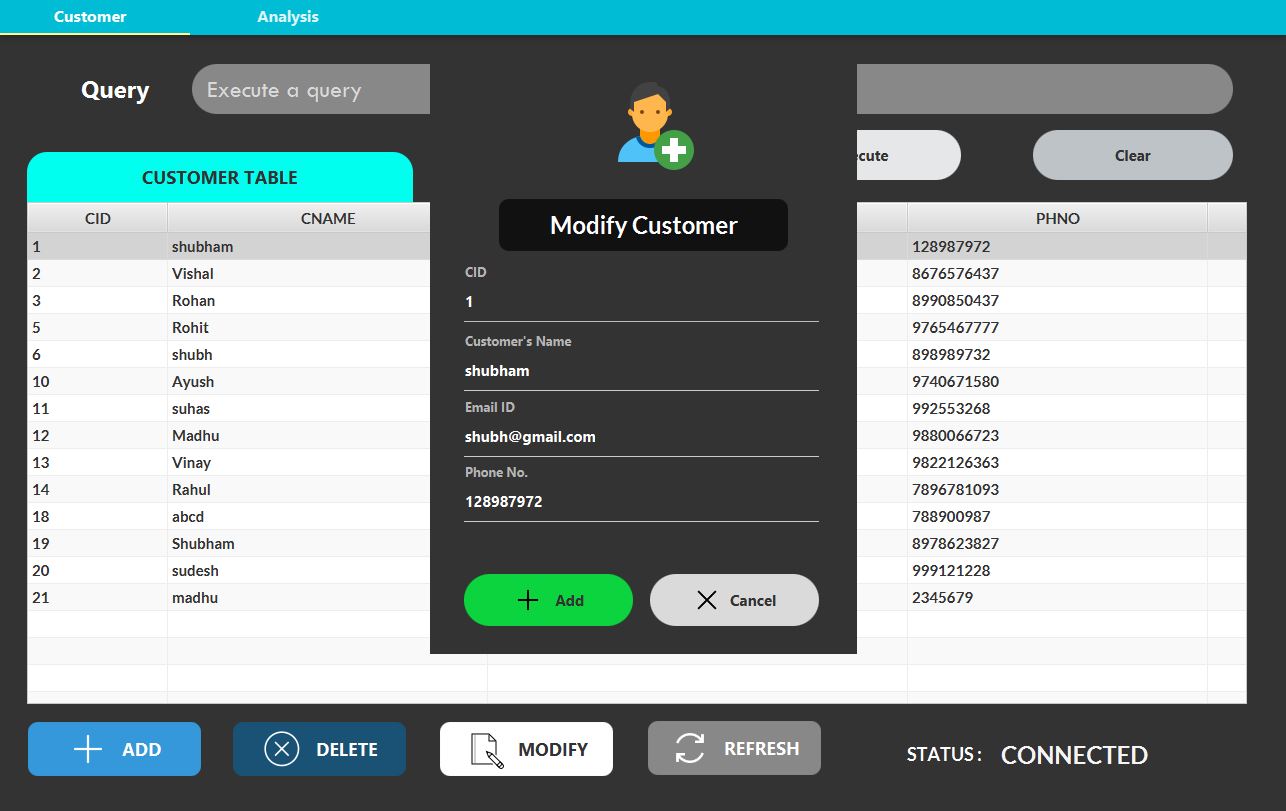 Customer Analysis
Query Execute a query
Clear
CUSTOMER TABLE
Modify Customer
CID CNAME PHNO
1 shubham 128987972
2 Vishal 8676576437
3 Rohan 8990850437
5 Rohit 9765467777
6 shubh 898989732
10 Ayush 9740671580
11 suhas 992553268
12 Madhu 9880066723
13 Vinay 9822126363
14 Rahul 7896781093
18 abcd 788900987
19 Shubham 8978623827
20 sudesh 999121228
21 madhu 2345679
CID
1
Customer's Name
shubham
Email ID
shubh@gmail.com
Phone No.
128987972
Add Cancel
ADD DELETE MODIFY REFRESH STATUS : CONNECTED